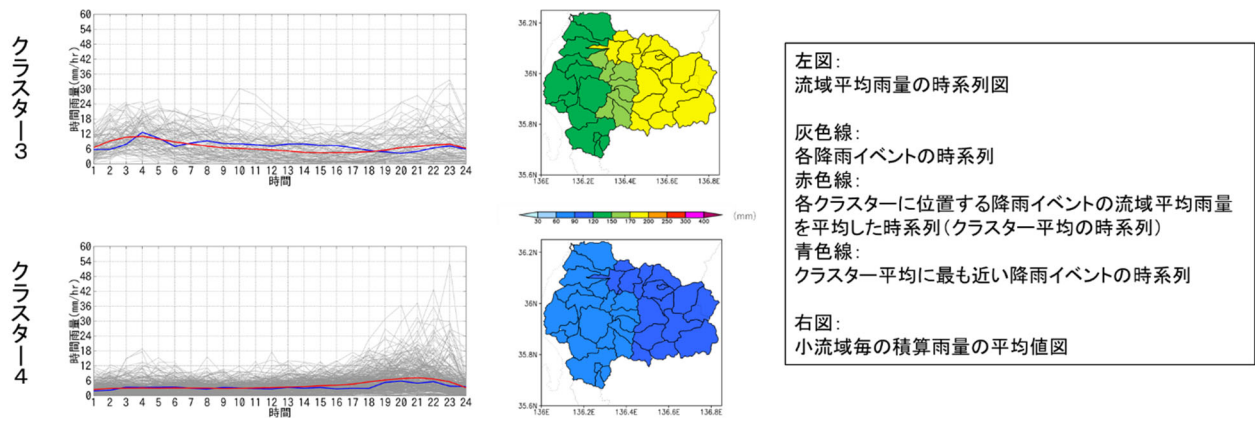 クラスター3
時間雨量(mm/hr)
60
54
48
42
36
30
24
18
12
6
0
1 2 3 4 5 6 7 8 9 10 11 12 13 14 15 16 17 18 19 20 21 22 23 24
時間
36.2N
36N
35.8N
35.6N
136E 136.2E 136.4E 136.6E 136.8E
30 60 90 120 150 170 200 250 300 400 (mm)
クラスター4
時間雨量(mm/hr)
60
54
48
42
36
30
24
18
12
6
0
1 2 3 4 5 6 7 8 9 10 11 12 13 14 15 16 17 18 19 20 21 22 23 24
時間
36.2N
36N
35.8N
35.6N
136E 136.2E 136.4E 136.6E 136.8E
左図:
流域平均雨量の時系列図
灰色線:
各降雨イベントの時系列
赤色線:
各クラスターに位置する降雨イベントの流域平均雨量
を平均した時系列(クラスター平均の時系列)
青色線:
クラスター平均に最も近い降雨イベントの時系列
右図:
小流域毎の積算雨量の平均値図